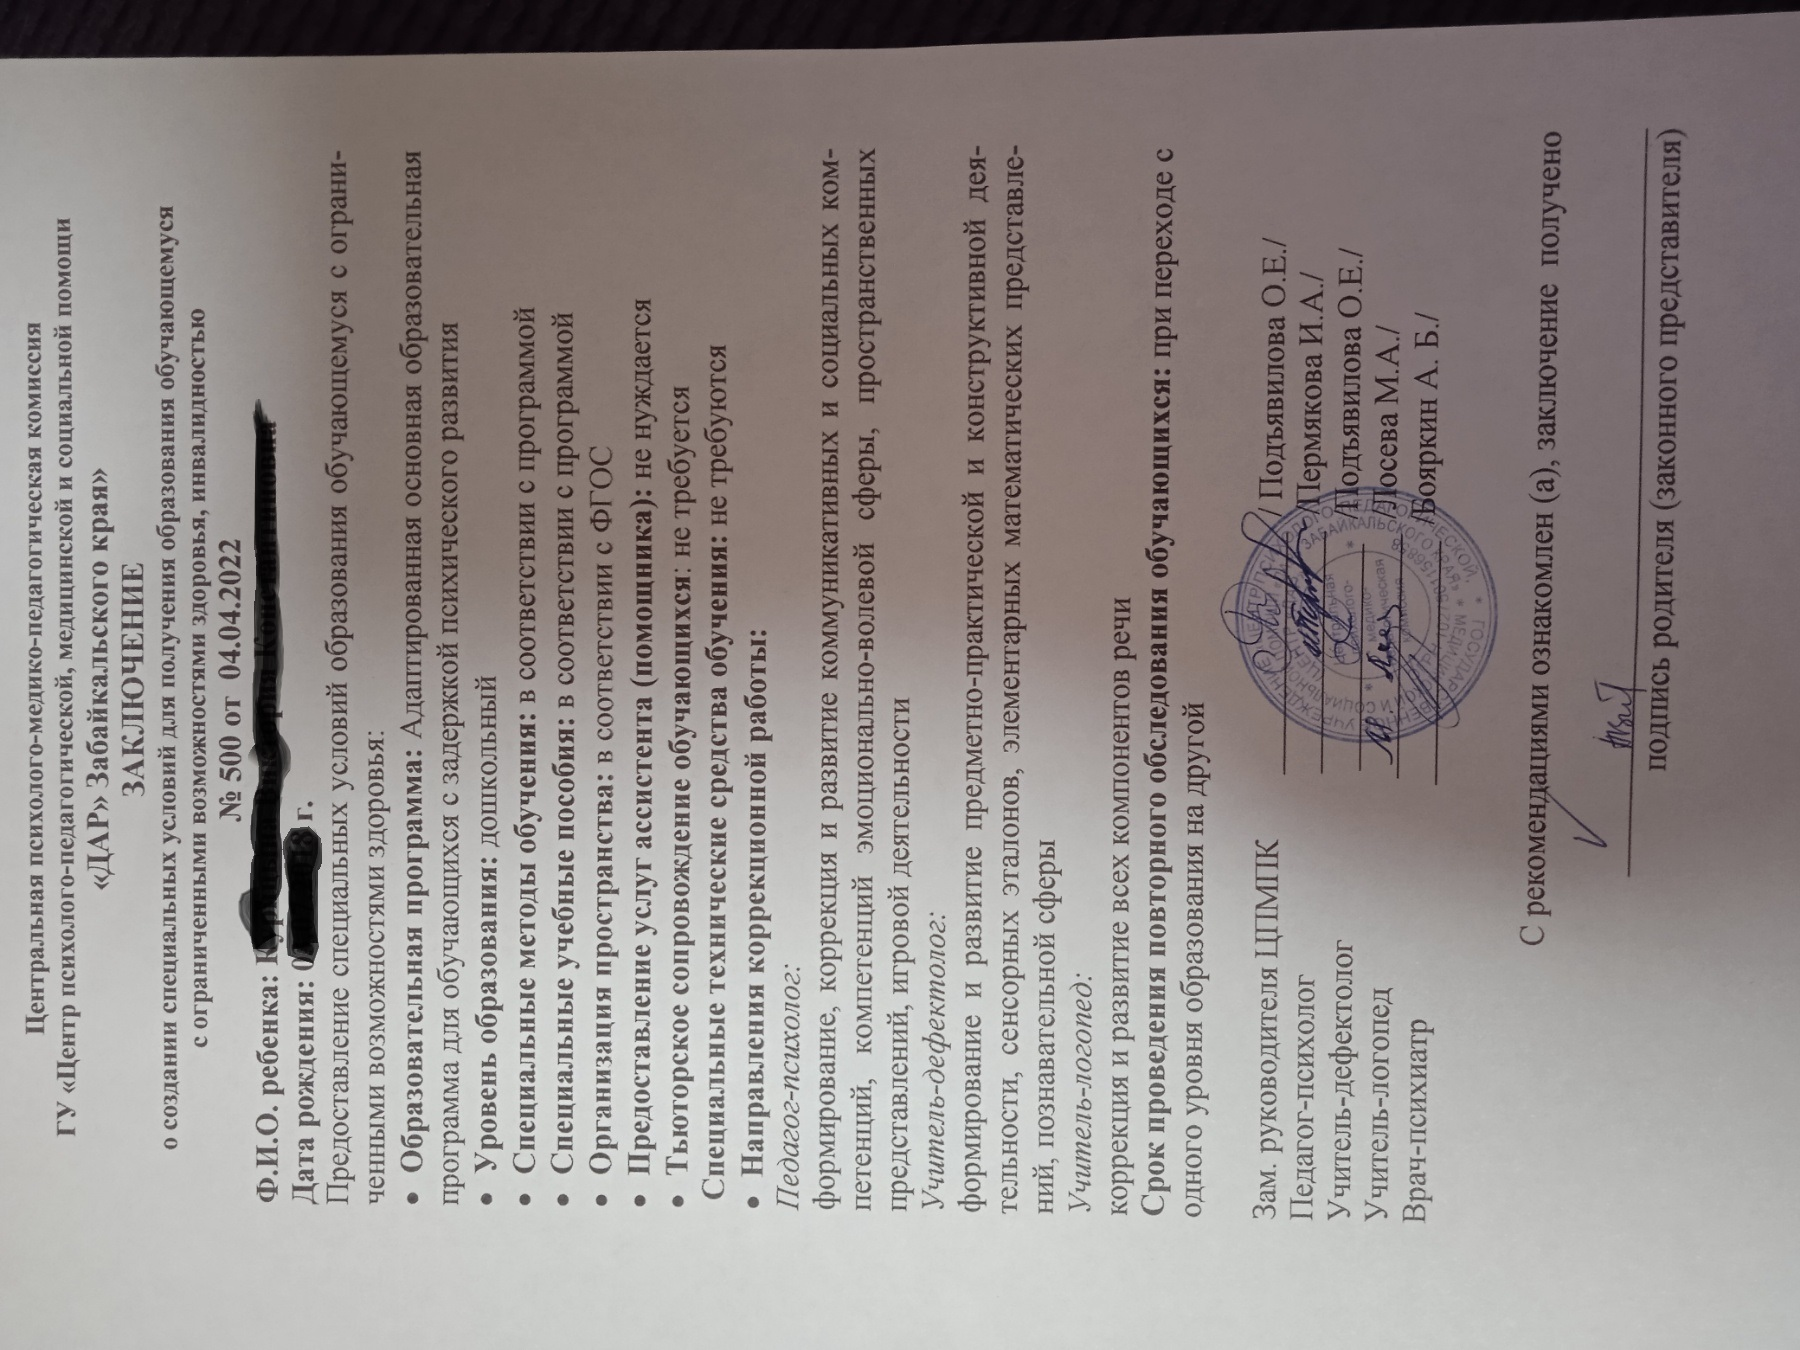 Центральная психолого-медико-педагогическая комиссия
ГУ «Центр психолого-педагогической, медицинской и социальной помощи
«ДАР» Забайкальского края»
ЗАКЛЮЧЕНИЕ
о создании специальных условий для получения образования обучающемуся
с ограниченными возможностями здоровья, инвалидностью
№ 500 от 04.04.2022
Ф.И.О. ребенка:
Дата рождения: г.
Предоставление специальных условий образования обучающемуся с ограни-
ченными возможностями здоровья:
• Образовательная программа: Адаптированная основная образовательная
программа для обучающихся с задержкой психического развития
• Уровень образования: дошкольный
• Специальные методы обучения: в соответствии с программой
• Специальные учебные пособия: в соответствии с программой
• Организация пространства: в соответствии с ФГОС
• Предоставление услуг ассистента (помощника): не нуждается
• Тьюторское сопровождение обучающихся: не требуется
Специальные технические средства обучения: не требуются
• Направления коррекционной работы:
Педагог-психолог:
формирование, коррекция и развитие коммуникативных и социальных ком-
петенций, компетенций эмоционально-волевой сферы, пространственных
представлений, игровой деятельности
Учитель-дефектолог:
формирование и развитие предметно-практической и конструктивной дея-
тельности, сенсорных эталонов, элементарных математических представле-
ний, познавательной сферы
Учитель-логопед:
коррекция и развитие всех компонентов речи
Срок проведения повторного обследования обучающихся: при переходе с
одного уровня образования на другой
Зам. руководителя ЦПМПК /Подъявилова О.Е./
Педагог-психолог /Пермякова И.А./
Учитель-дефектолог /Подъявилова О.Е./
Учитель-логопед /Лосева М.А./
Врач-психиатр /Бояркин А. Б./
С рекомендациями ознакомлен (а), заключение получено
подпись родителя (законного представителя)